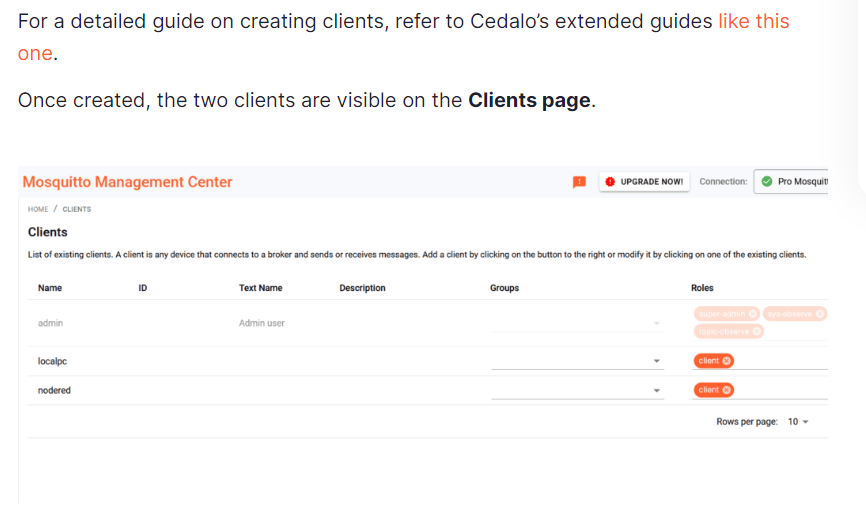 For a detailed guide on creating clients, refer to Cedalo’s extended guides like this
one.
Once created, the two clients are visible on the Clients page.
Mosquitto Management Center
UPGRADE NOW!
Connection:
Pro Mosquitt
HOME / CLIENTS
Clients
List of existing clients. A client is any device that connects to a broker and sends or receives messages. Add a client by clicking on the button to the right or modify it by clicking on one of the existing clients.
Name ID Text Name Description Groups Roles
admin Admin user super-admin sys-observe
topic-observe
localpc client
nodered client
Rows per page: 10